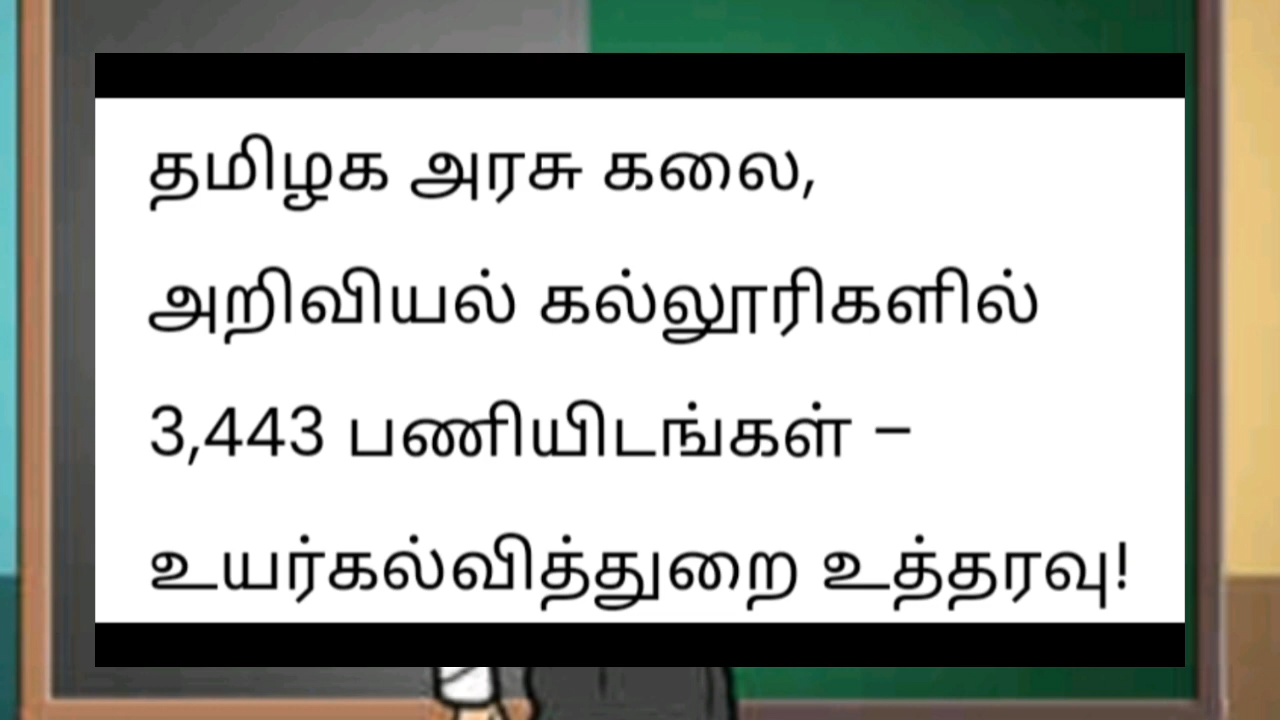 தமிழக அரசு கலை,
அறிவியல் கல்லூரிகளில்
3,443 பணியிடங்கள் –
உயர்கல்வித்துறை உத்தரவு!